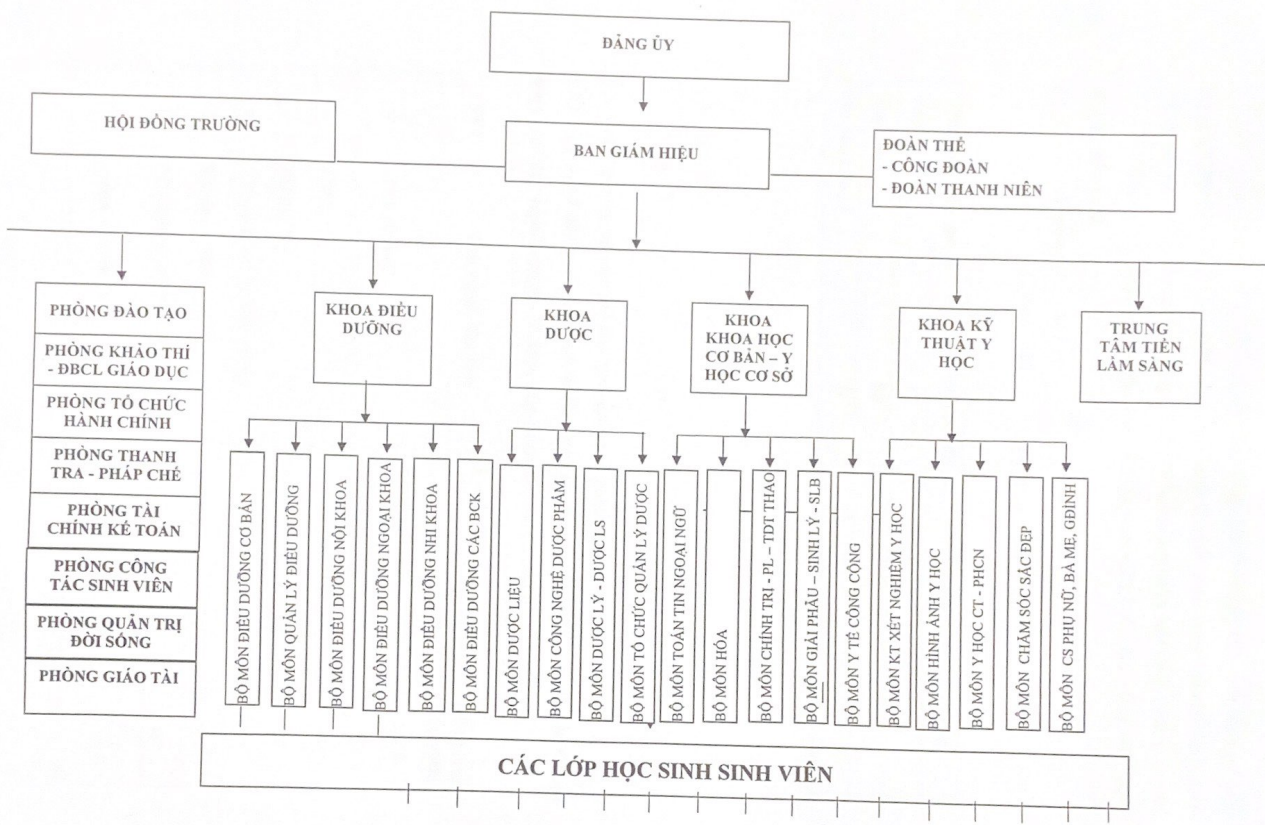 ĐẢNG ỦY
HỘI ĐỒNG TRƯỜNG
BAN GIÁM HIỆU
ĐOÀN THỂ
- CÔNG ĐOÀN
- ĐOÀN THANH NIÊN
PHÒNG ĐÀO TẠO
PHÒNG KHẢO THÍ
- ĐBCL GIÁO DỤC
PHÒNG TỔ CHỨC
HÀNH CHÍNH
PHÒNG THANH
TRA - PHÁP CHẾ
PHÒNG TÀI
CHÍNH KẾ TOÁN
PHÒNG CÔNG
TÁC SINH VIÊN
PHÒNG QUẢN TRỊ
ĐỜI SỐNG
PHÒNG GIÁO TÀI
KHOA ĐIỀU
DƯỠNG
KHOA
DƯỢC
KHOA
KHOA HỌC
CƠ BẢN – Y
HỌC CƠ SỞ
KHOA KỸ
THUẬT Y
HỌC
TRUNG
TÂM TIỀN
LÂM SÀNG
BỘ MÔN ĐIỀU DƯỠNG CƠ BẢN
BỘ MÔN QUẢN LÝ ĐIỀU DƯỠNG
BỘ MÔN ĐIỀU DƯỠNG NỘI KHOA
BỘ MÔN ĐIỀU DƯỠNG NGOẠI KHOA
BỘ MÔN ĐIỀU DƯỠNG NHI KHOA
BỘ MÔN ĐIỀU DƯỠNG CÁC BCK
BỘ MÔN DƯỢC LIỆU
BỘ MÔN CÔNG NGHỆ DƯỢC PHẨM
BỘ MÔN DƯỢC LÝ - DƯỢC LS
BỘ MÔN TỔ CHỨC QUẢN LÝ DƯỢC
BỘ MÔN TOÁN TIN NGOẠI NGỮ
BỘ MÔN HÓA
BỘ MÔN CHÍNH TRỊ - PL – TDT THAO
BỘ MÔN GIẢI PHẪU – SINH LÝ - SLB
BỘ MÔN Y TẾ CÔNG CỘNG
BỘ MÔN KT XÉT NGHIỆM Y HỌC
BỘ MÔN HÌNH ẢNH Y HỌC
BỘ MÔN Y HỌC CT - PHCN
BỘ MÔN CHĂM SÓC SẮC ĐẸP
BỘ MÔN CS PHỤ NỮ, BÀ MẸ, GĐÌNH
CÁC LỚP HỌC SINH SINH VIÊN